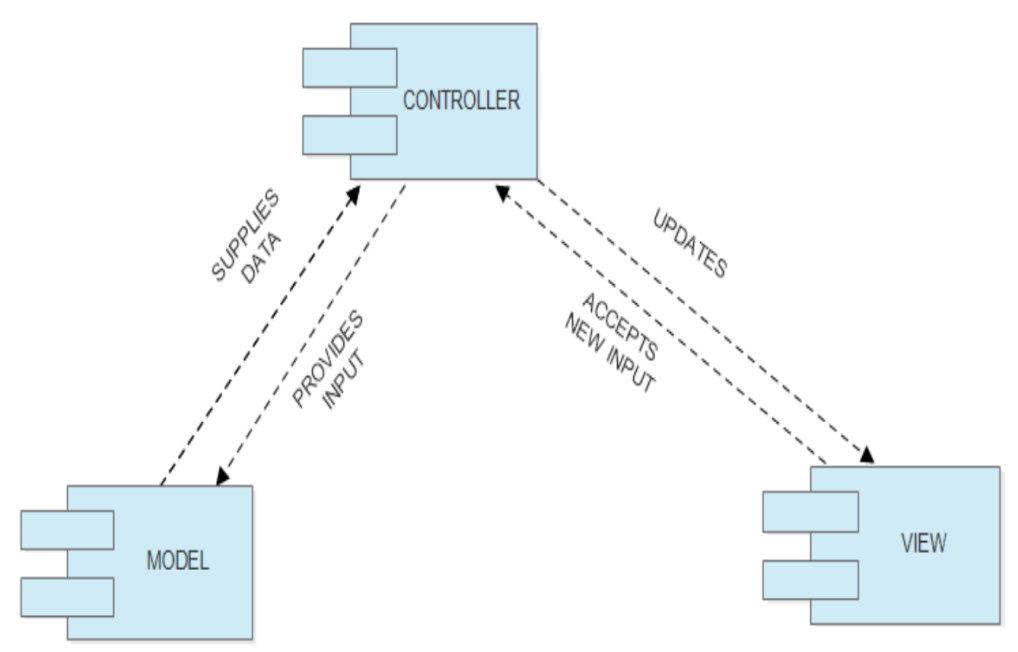 CONTROLLER
SUPPLIES
DATA
UPDATES
PROVIDES
INPUT
ACCEPTS
NEW INPUT
MODEL
VIEW